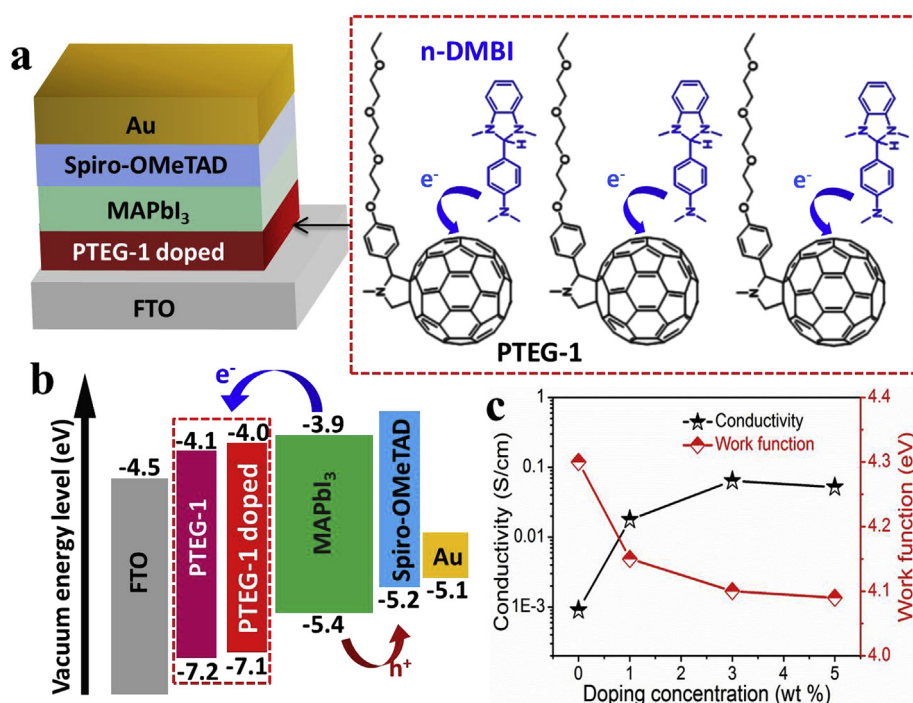 a
Au
Spiro-OMeTAD
MAPbI₃
PTEG-1 doped
FTO
n-DMBI
O
O
O
O
N
N
H
N
e⁻
N
O
O
O
O
N
N
H
N
e⁻
N
O
O
O
O
N
N
H
N
e⁻
N
PTEG-1
b
Vacuum energy level (eV)
e⁻
-4.5
-4.1
-4.0
-3.9
FTO
PTEG-1
PTEG-1 doped
MAPbI₃
Spiro-OMeTAD
Au
-7.2
-7.1
-5.4
-5.2
-5.1
h⁺
c
Conductivity
Work function
Conductivity (S/cm)
1
0.1
0.01
1E-3
Work function (eV)
4.4
4.3
4.2
4.1
4.0
0 1 2 3 4 5
Doping concentration (wt %)